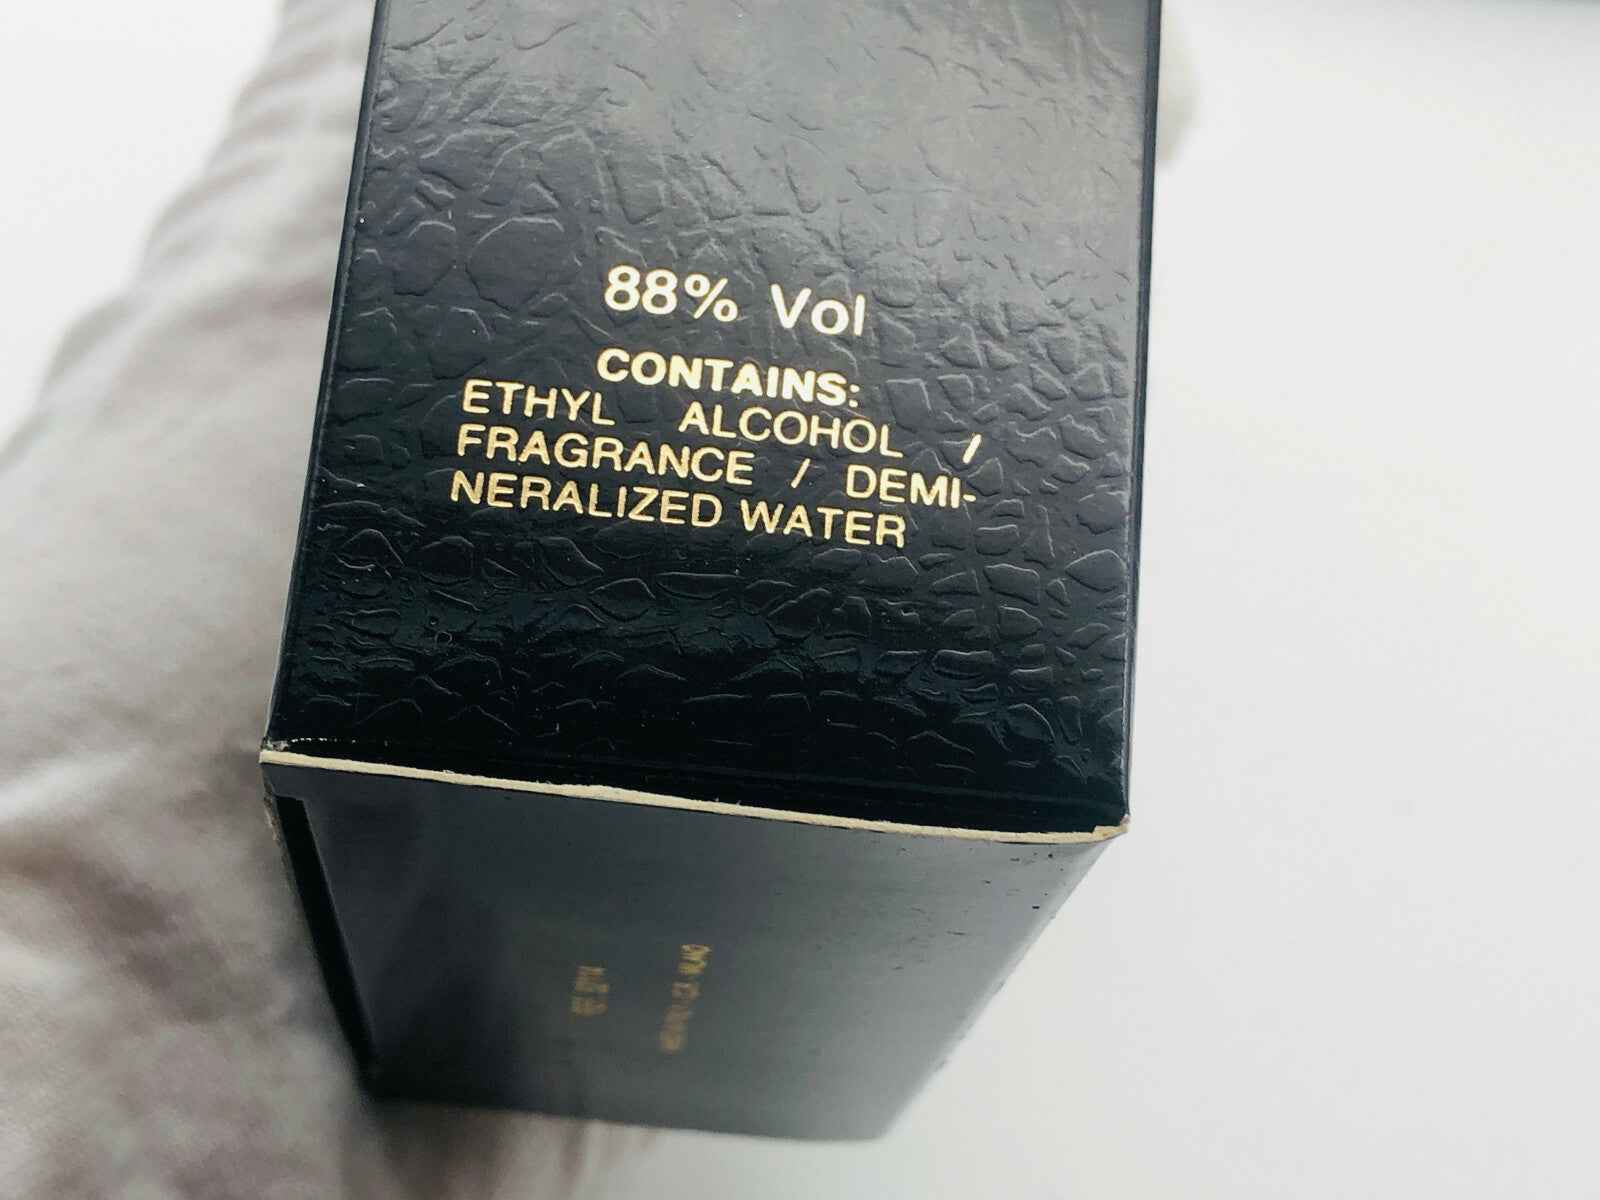 88% Vol
CONTAINS:
ETHYL ALCOHOL /
FRAGRANCE / DEMI-
NERALIZED WATER